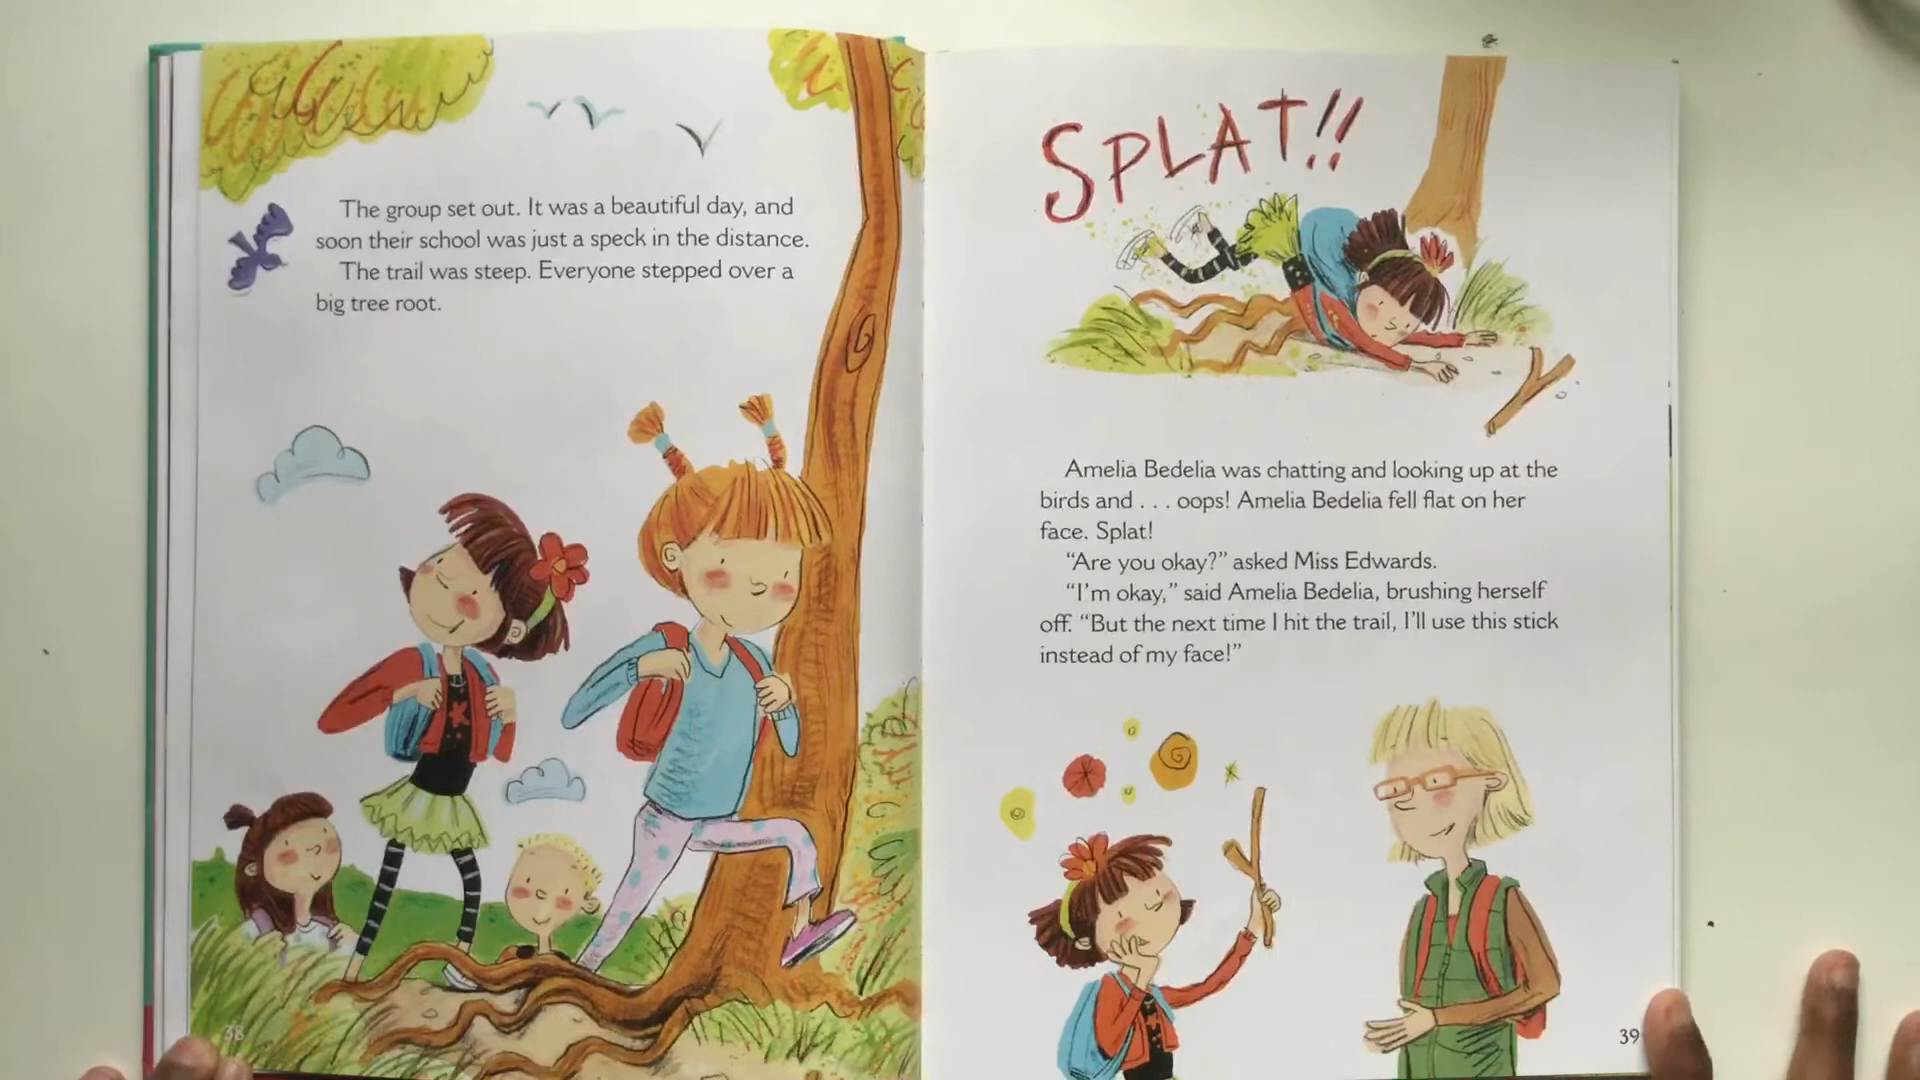 The group set out. It was a beautiful day, and
soon their school was just a speck in the distance.
The trail was steep. Everyone stepped over a
big tree root.
38
SPLAT!!
Amelia Bedelia was chatting and looking up at the
birds and . . . oops! Amelia Bedelia fell flat on her
face. Splat!
“Are you okay?” asked Miss Edwards.
“I’m okay,” said Amelia Bedelia, brushing herself
off. “But the next time I hit the trail, I’ll use this stick
instead of my face!”
39